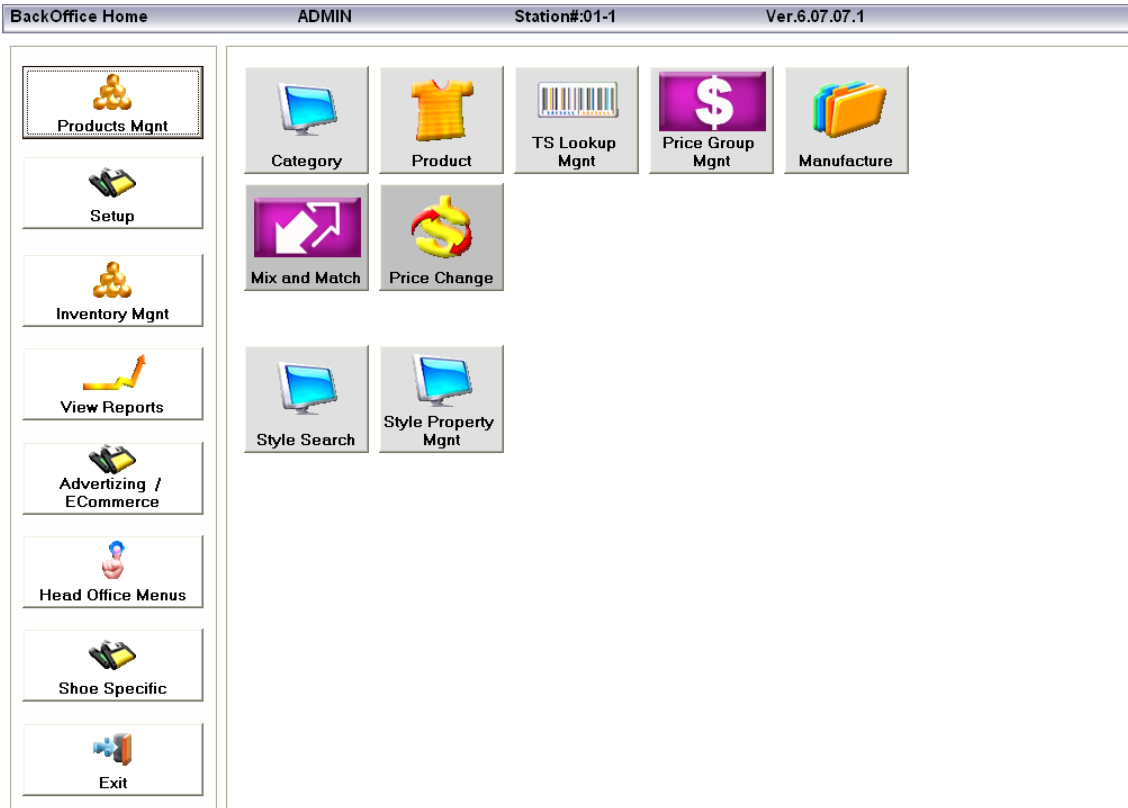 BackOffice Home ADMIN Station#:01-1 Ver.6.07.07.1
Products Mgnt
Setup
Inventory Mgnt
View Reports
Advertizing /
ECommerce
Head Office Menus
Shoe Specific
Exit
Category
Product
TS Lookup
Mgnt
Price Group
Mgnt
Manufacture
Mix and Match
Price Change
Style Search
Style Property
Mgnt